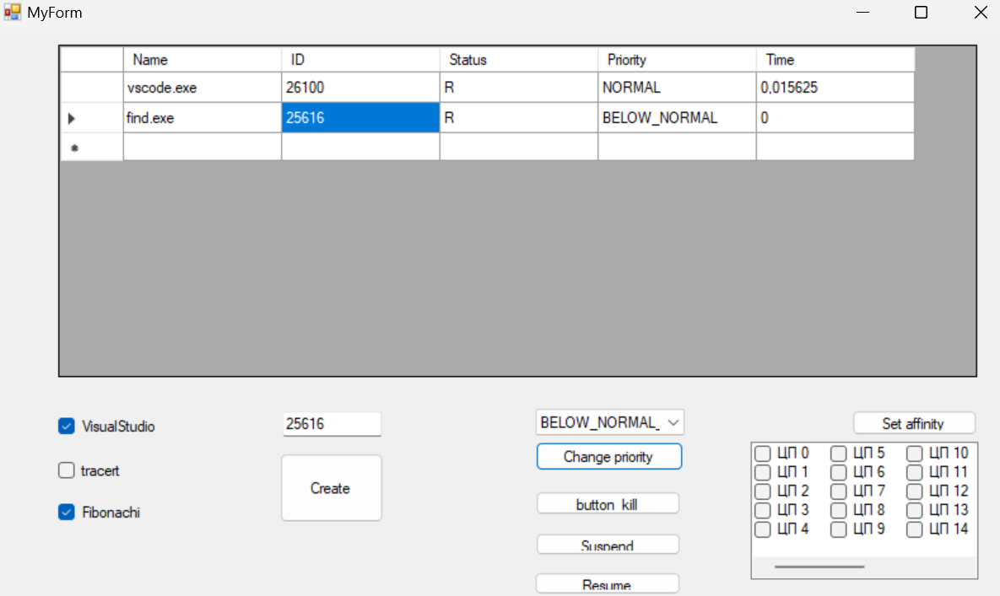 MyForm
Name ID Status Priority Time
vscode.exe 26100 R NORMAL 0,015625
find.exe 25616 R BELOW_NORMAL 0
VisualStudio
tracert
Fibonachi
25616
Create
BELOW_NORMAL_
Change priority
button kill
Suspend
Resume
Set affinity
ЦП 0 ЦП 5 ЦП 10
ЦП 1 ЦП 6 ЦП 11
ЦП 2 ЦП 7 ЦП 12
ЦП 3 ЦП 8 ЦП 13
ЦП 4 ЦП 9 ЦП 14